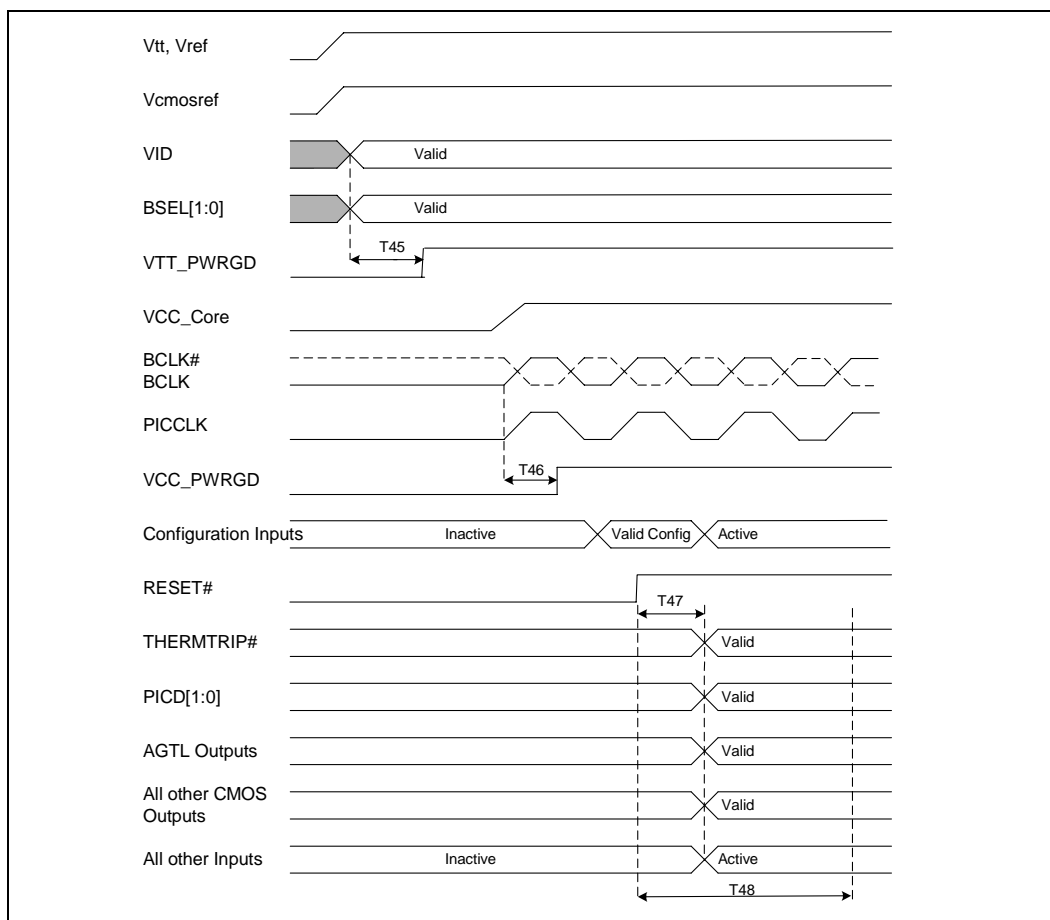 Vtt, Vref
Vcmosref
VID
Valid
BSEL[1:0]
Valid
T45
VTT_PWRGD
VCC_Core
BCLK#
BCLK
PICCLK
T46
VCC_PWRGD
Configuration Inputs
Inactive
Valid Config
Active
RESET#
T47
THERMTRIP#
Valid
PICD[1:0]
Valid
AGTL Outputs
Valid
All other CMOS
Outputs
Valid
All other Inputs
Inactive
Active
T48